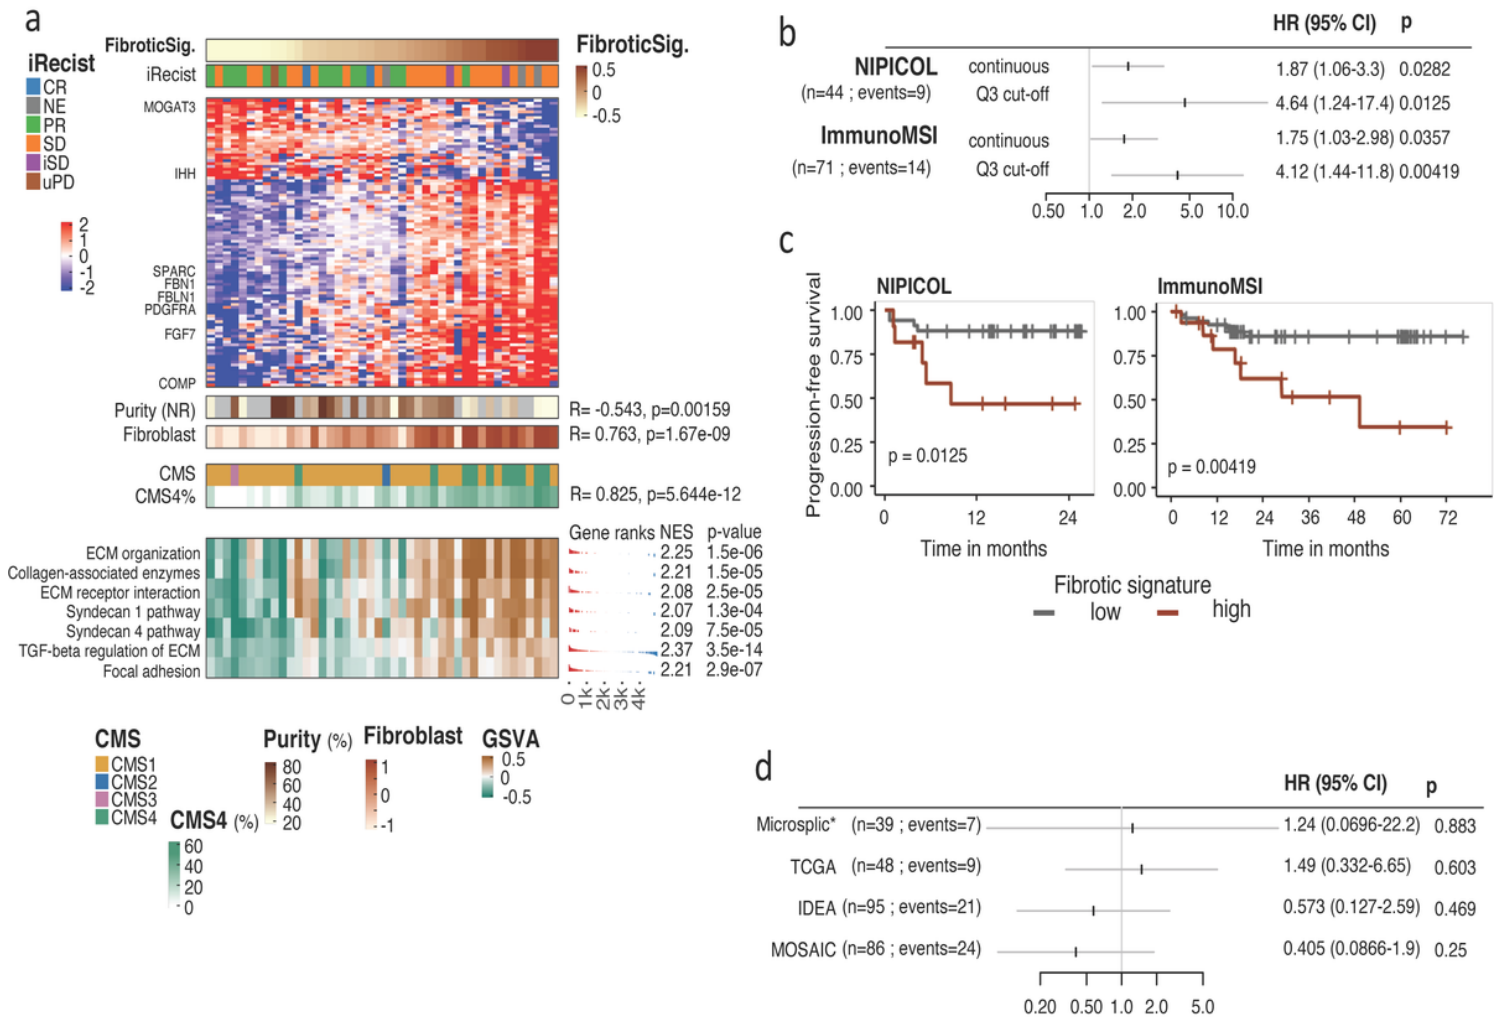 a
FibroticSig.
iRecist
iRecist
CR
NE
PR
SD
iSD
uPD
2
1
0
-1
-2
FibroticSig.
0.5
0
-0.5
MOGAT3
IHH
SPARC
FBN1
FBLN1
PDGFRA
FGF7
COMP
Purity (NR)
R= -0.543, p=0.00159
Fibroblast
R= 0.763, p=1.67e-09
CMS
CMS4%
R= 0.825, p=5.644e-12
Gene ranks NES p-value
ECM organization 2.25 1.5e-06
Collagen-associated enzymes 2.21 1.5e-05
ECM receptor interaction 2.08 2.5e-05
Syndecan 1 pathway 2.07 1.3e-04
Syndecan 4 pathway 2.09 7.5e-05
TGF-beta regulation of ECM 2.37 3.5e-14
Focal adhesion 2.21 2.9e-07
0 1k 2k 3k 4k
CMS
CMS1
CMS2
CMS3
CMS4
CMS4 (%)
60
40
20
0
Purity (%)
80
60
40
20
Fibroblast
1
0
-1
GSVA
0.5
0
-0.5
b
HR (95% CI) p
NIPICOL continuous 1.87 (1.06-3.3) 0.0282
(n=44 ; events=9) Q3 cut-off 4.64 (1.24-17.4) 0.0125
ImmunoMSI continuous 1.75 (1.03-2.98) 0.0357
(n=71 ; events=14) Q3 cut-off 4.12 (1.44-11.8) 0.00419
0.50 1.0 2.0 5.0 10.0
c
Progression-free survival
NIPICOL
1.00
0.75
0.50
0.25
0.00
p = 0.0125
0 12 24
Time in months
ImmunoMSI
1.00
0.75
0.50
0.25
0.00
p = 0.00419
0 12 24 36 48 60 72
Time in months
Fibrotic signature
low high
d
HR (95% CI) p
Microsplic* (n=39 ; events=7) 1.24 (0.0696-22.2) 0.883
TCGA (n=48 ; events=9) 1.49 (0.332-6.65) 0.603
IDEA (n=95 ; events=21) 0.573 (0.127-2.59) 0.469
MOSAIC (n=86 ; events=24) 0.405 (0.0866-1.9) 0.25
0.20 0.50 1.0 2.0 5.0